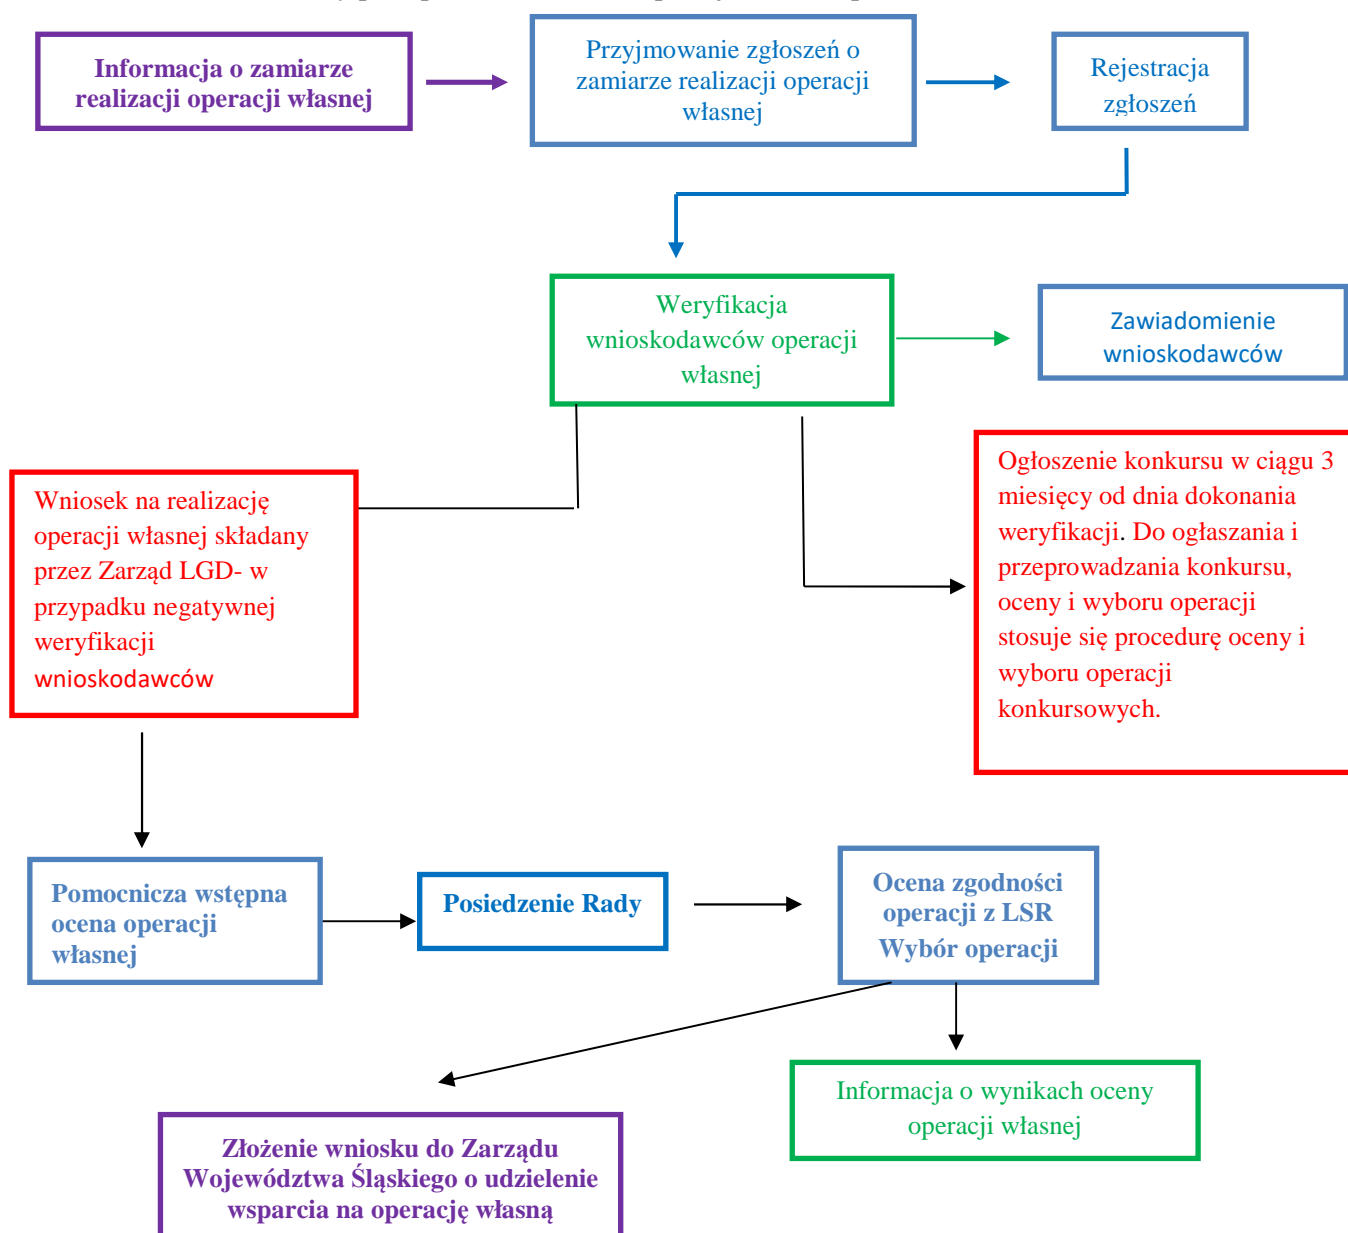 Informacja o zamiarze
realizacji operacji własnej
Przyjmowanie zgłoszeń o
zamiarze realizacji operacji
własnej
Rejestracja
zgłoszeń
Weryfikacja
wnioskodawców operacji
własnej
Zawiadomienie
wnioskodawców
Wniosek na realizację
operacji własnej składany
przez Zarząd LGD- w
przypadku negatywnej
weryfikacji
wnioskodawców
Ogłoszenie konkursu w ciągu 3
miesięcy od dnia dokonania
weryfikacji. Do ogłaszania i
przeprowadzania konkursu,
oceny i wyboru operacji
stosuje się procedurę oceny i
wyboru operacji
konkursowych.
Pomocnicza wstępna
ocena operacji
własnej
Posiedzenie Rady
Ocena zgodności
operacji z LSR
Wybór operacji
Informacja o wynikach oceny
operacji własnej
Złożenie wniosku do Zarządu
Województwa Śląskiego o udzielenie
wsparcia na operację własną